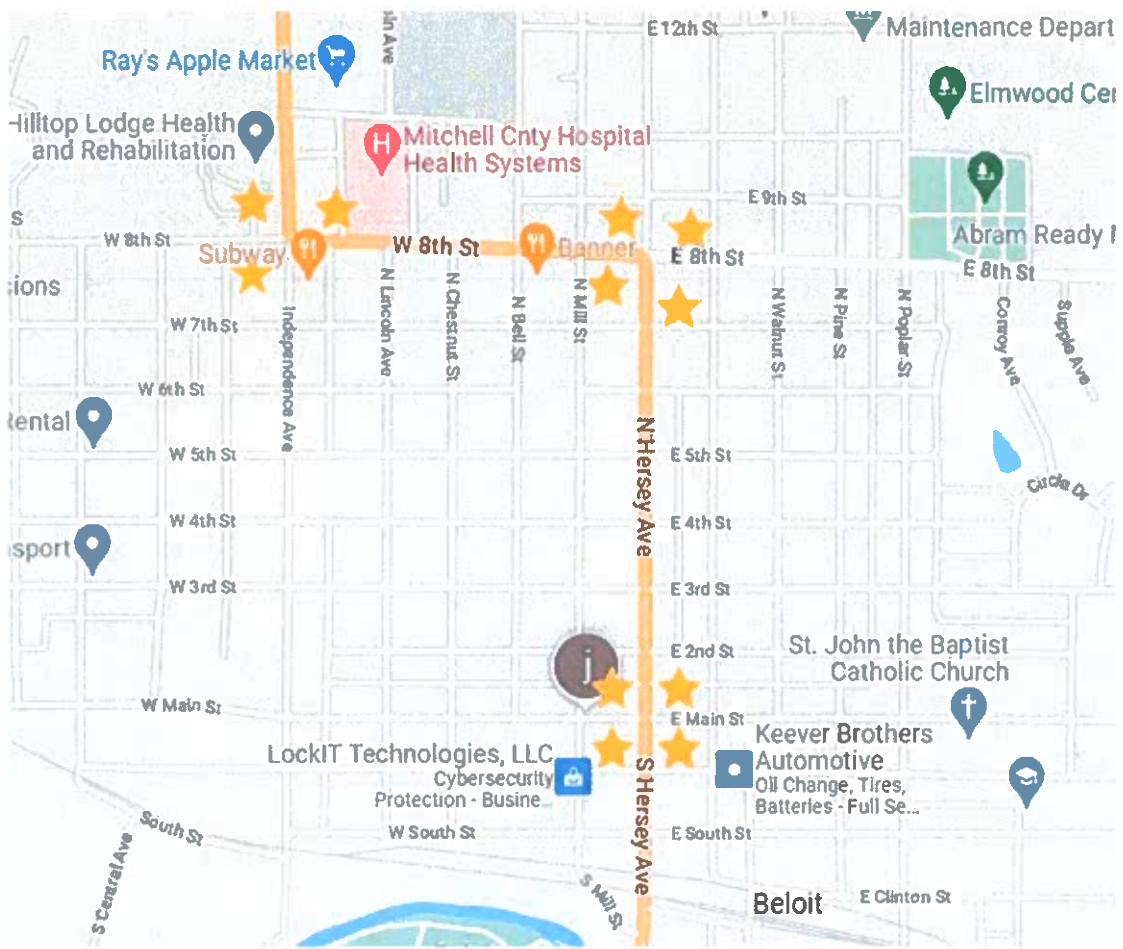 E 12th St
Maintenance Depart
Ray's Apple Market
Elmwood Cer
Hilltop Lodge Health
and Rehabilitation
H
Mitchell Cnty Hospital
Health Systems
E 9th St
s
W 8th St
Subway
W 8th St
Banner
E 8th St
Abram Ready
E 8th St
ions
W 7th St
Independence Ave
N Lincoln Ave
N Chestnut St
N Bell St
N Mill St
N Walnut St
N Pine St
N Poplar St
Conroy Ave
Supple Ave
W 6th St
Rental
W 5th St
N Hersey Ave
E 5th St
Circle Dr
W 4th St
E 4th St
sport
W 3rd St
E 3rd St
j
E 2nd St
St. John the Baptist
Catholic Church
W Main St
E Main St
LockIT Technologies, LLC
Cybersecurity
Protection - Busine...
Keever Brothers
Automotive
Oil Change, Tires,
Batteries - Full Se...
S Hersey Ave
South St
W South St
E South St
S Central Ave
S Mill St
Beloit
E Clinton St